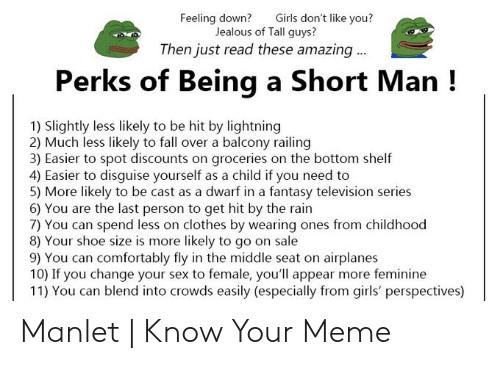 Feeling down? Girls don't like you?
Jealous of Tall guys?
Then just read these amazing ...
Perks of Being a Short Man !
1) Slightly less likely to be hit by lightning
2) Much less likely to fall over a balcony railing
3) Easier to spot discounts on groceries on the bottom shelf
4) Easier to disguise yourself as a child if you need to
5) More likely to be cast as a dwarf in a fantasy television series
6) You are the last person to get hit by the rain
7) You can spend less on clothes by wearing ones from childhood
8) Your shoe size is more likely to go on sale
9) You can comfortably fly in the middle seat on airplanes
10) If you change your sex to female, you'll appear more feminine
11) You can blend into crowds easily (especially from girls' perspectives)
Manlet | Know Your Meme